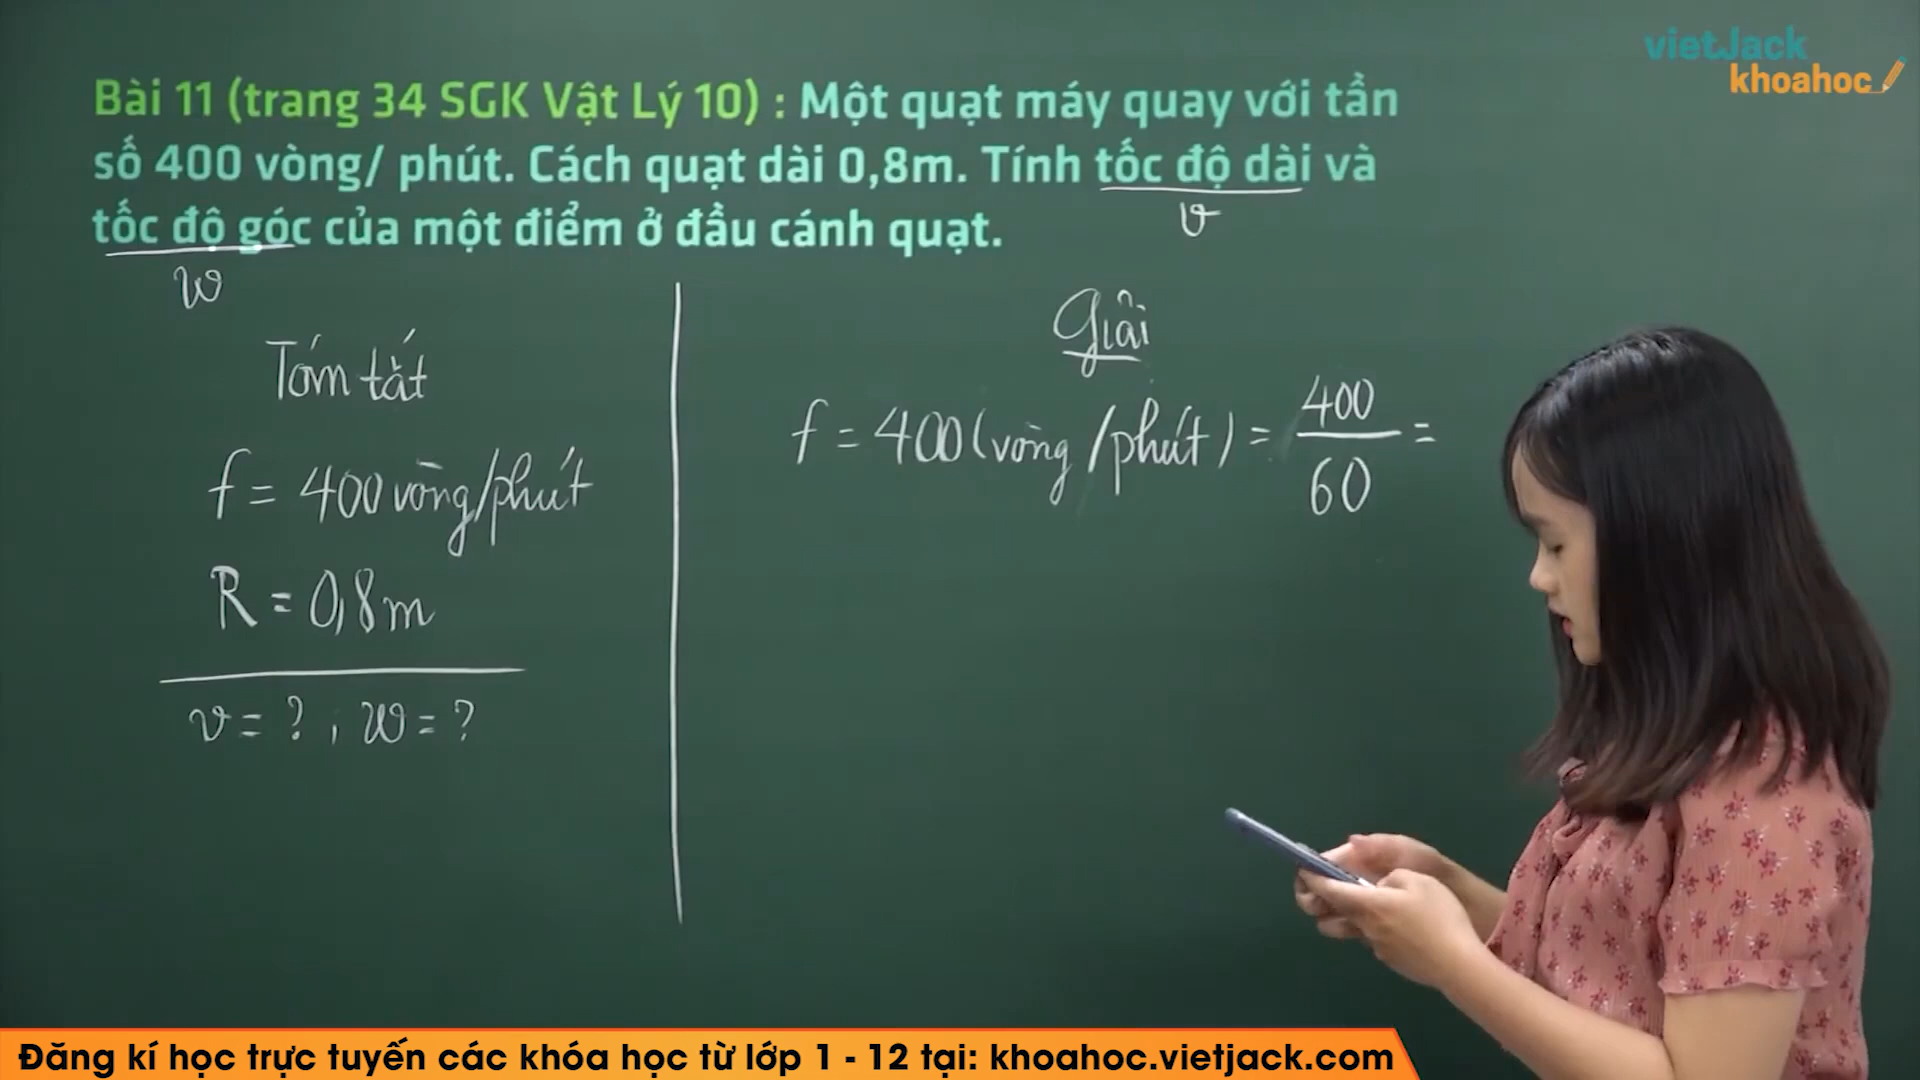 vietJack
khoahoc
Bài 11 (trang 34 SGK Vật Lý 10) : Một quạt máy quay với tần
số 400 vòng/ phút. Cách quạt dài 0,8m. Tính tốc độ dài và
v
tốc độ góc của một điểm ở đầu cánh quạt.
ω
Tóm tắt
f = 400 vòng/phút
R = 0,8m
v = ? , ω = ?
Giải
f = 400 (vòng/phút) = 400/60 =
Đăng kí học trực tuyến các khóa học từ lớp 1 - 12 tại: khoahoc.vietjack.com